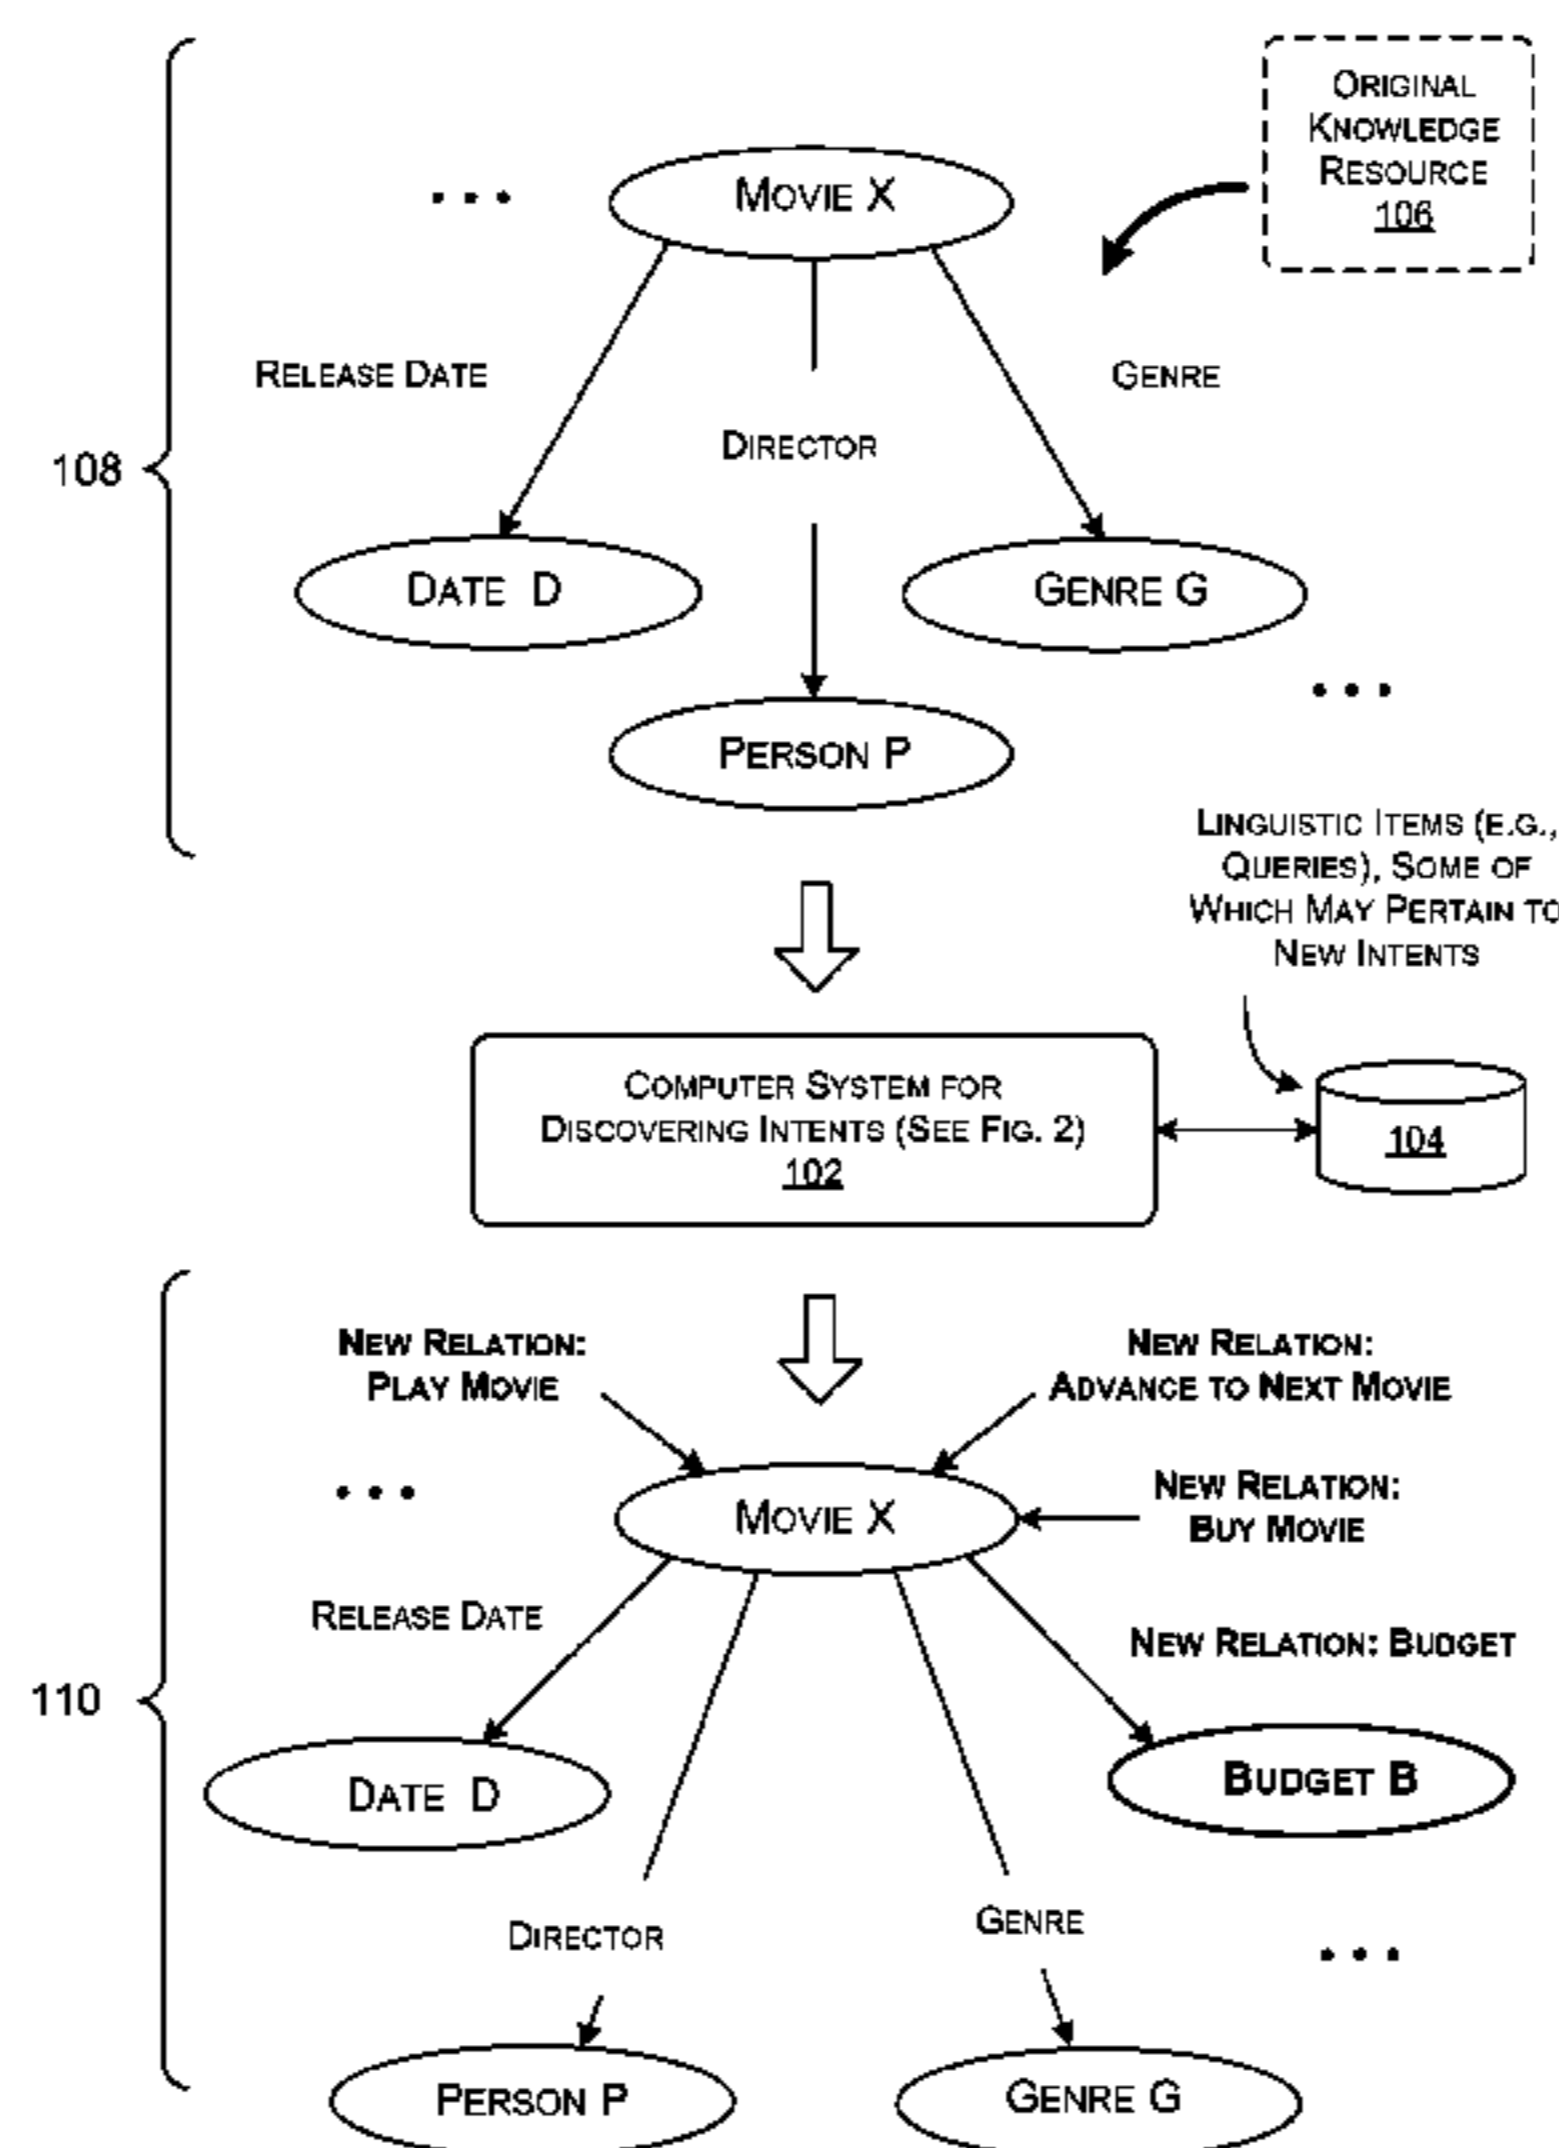 ORIGINAL
KNOWLEDGE
RESOURCE
106
MOVIE X
RELEASE DATE
GENRE
DIRECTOR
108
DATE D
GENRE G
PERSON P
LINGUISTIC ITEMS (E.G.,
QUERIES), SOME OF
WHICH MAY PERTAIN TO
NEW INTENTS
COMPUTER SYSTEM FOR
DISCOVERING INTENTS (SEE FIG. 2)
102
104
NEW RELATION:
PLAY MOVIE
NEW RELATION:
ADVANCE TO NEXT MOVIE
MOVIE X
NEW RELATION:
BUY MOVIE
RELEASE DATE
NEW RELATION: BUDGET
110
DATE D
BUDGET B
DIRECTOR
GENRE
PERSON P
GENRE G